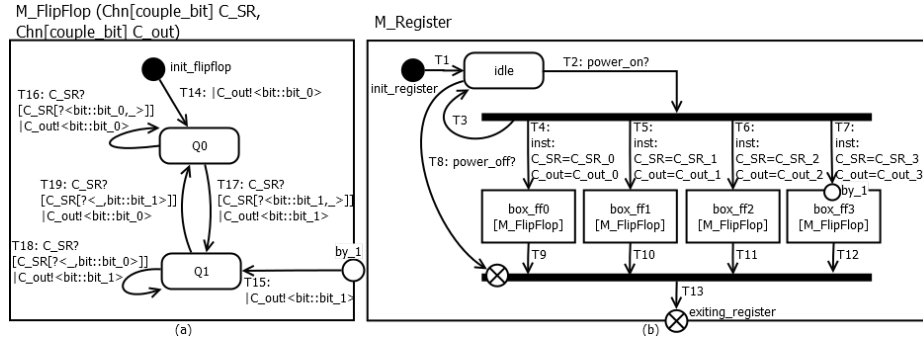 M_FlipFlop (Chn[couple_bit] C_SR,
Chn[couple_bit] C_out)
init_flipflop
T16: C_SR?
[C_SR[?<bit::bit_0,_>]]
|C_out!<bit::bit_0>
T14: |C_out!<bit::bit_0>
Q0
T19: C_SR?
[C_SR[?<_,bit::bit_1>]]
|C_out!<bit::bit_0>
T17: C_SR?
[C_SR[?<bit::bit_1,_>]]
|C_out!<bit::bit_1>
T18: C_SR?
[C_SR[?<_,bit::bit_0>]]
|C_out!<bit::bit_1>
Q1
by_1
T15:
|C_out!<bit::bit_1>
(a)
M_Register
T1
init_register
idle
T2: power_on?
T3
T8: power_off?
T4:
inst:
C_SR=C_SR_0
C_out=C_out_0
T5:
inst:
C_SR=C_SR_1
C_out=C_out_1
T6:
inst:
C_SR=C_SR_2
C_out=C_out_2
T7:
inst:
C_SR=C_SR_3
C_out=C_out_3
by_1
box_ff0
[M_FlipFlop]
box_ff1
[M_FlipFlop]
box_ff2
[M_FlipFlop]
box_ff3
[M_FlipFlop]
T9
T10
T11
T12
T13
exiting_register
(b)